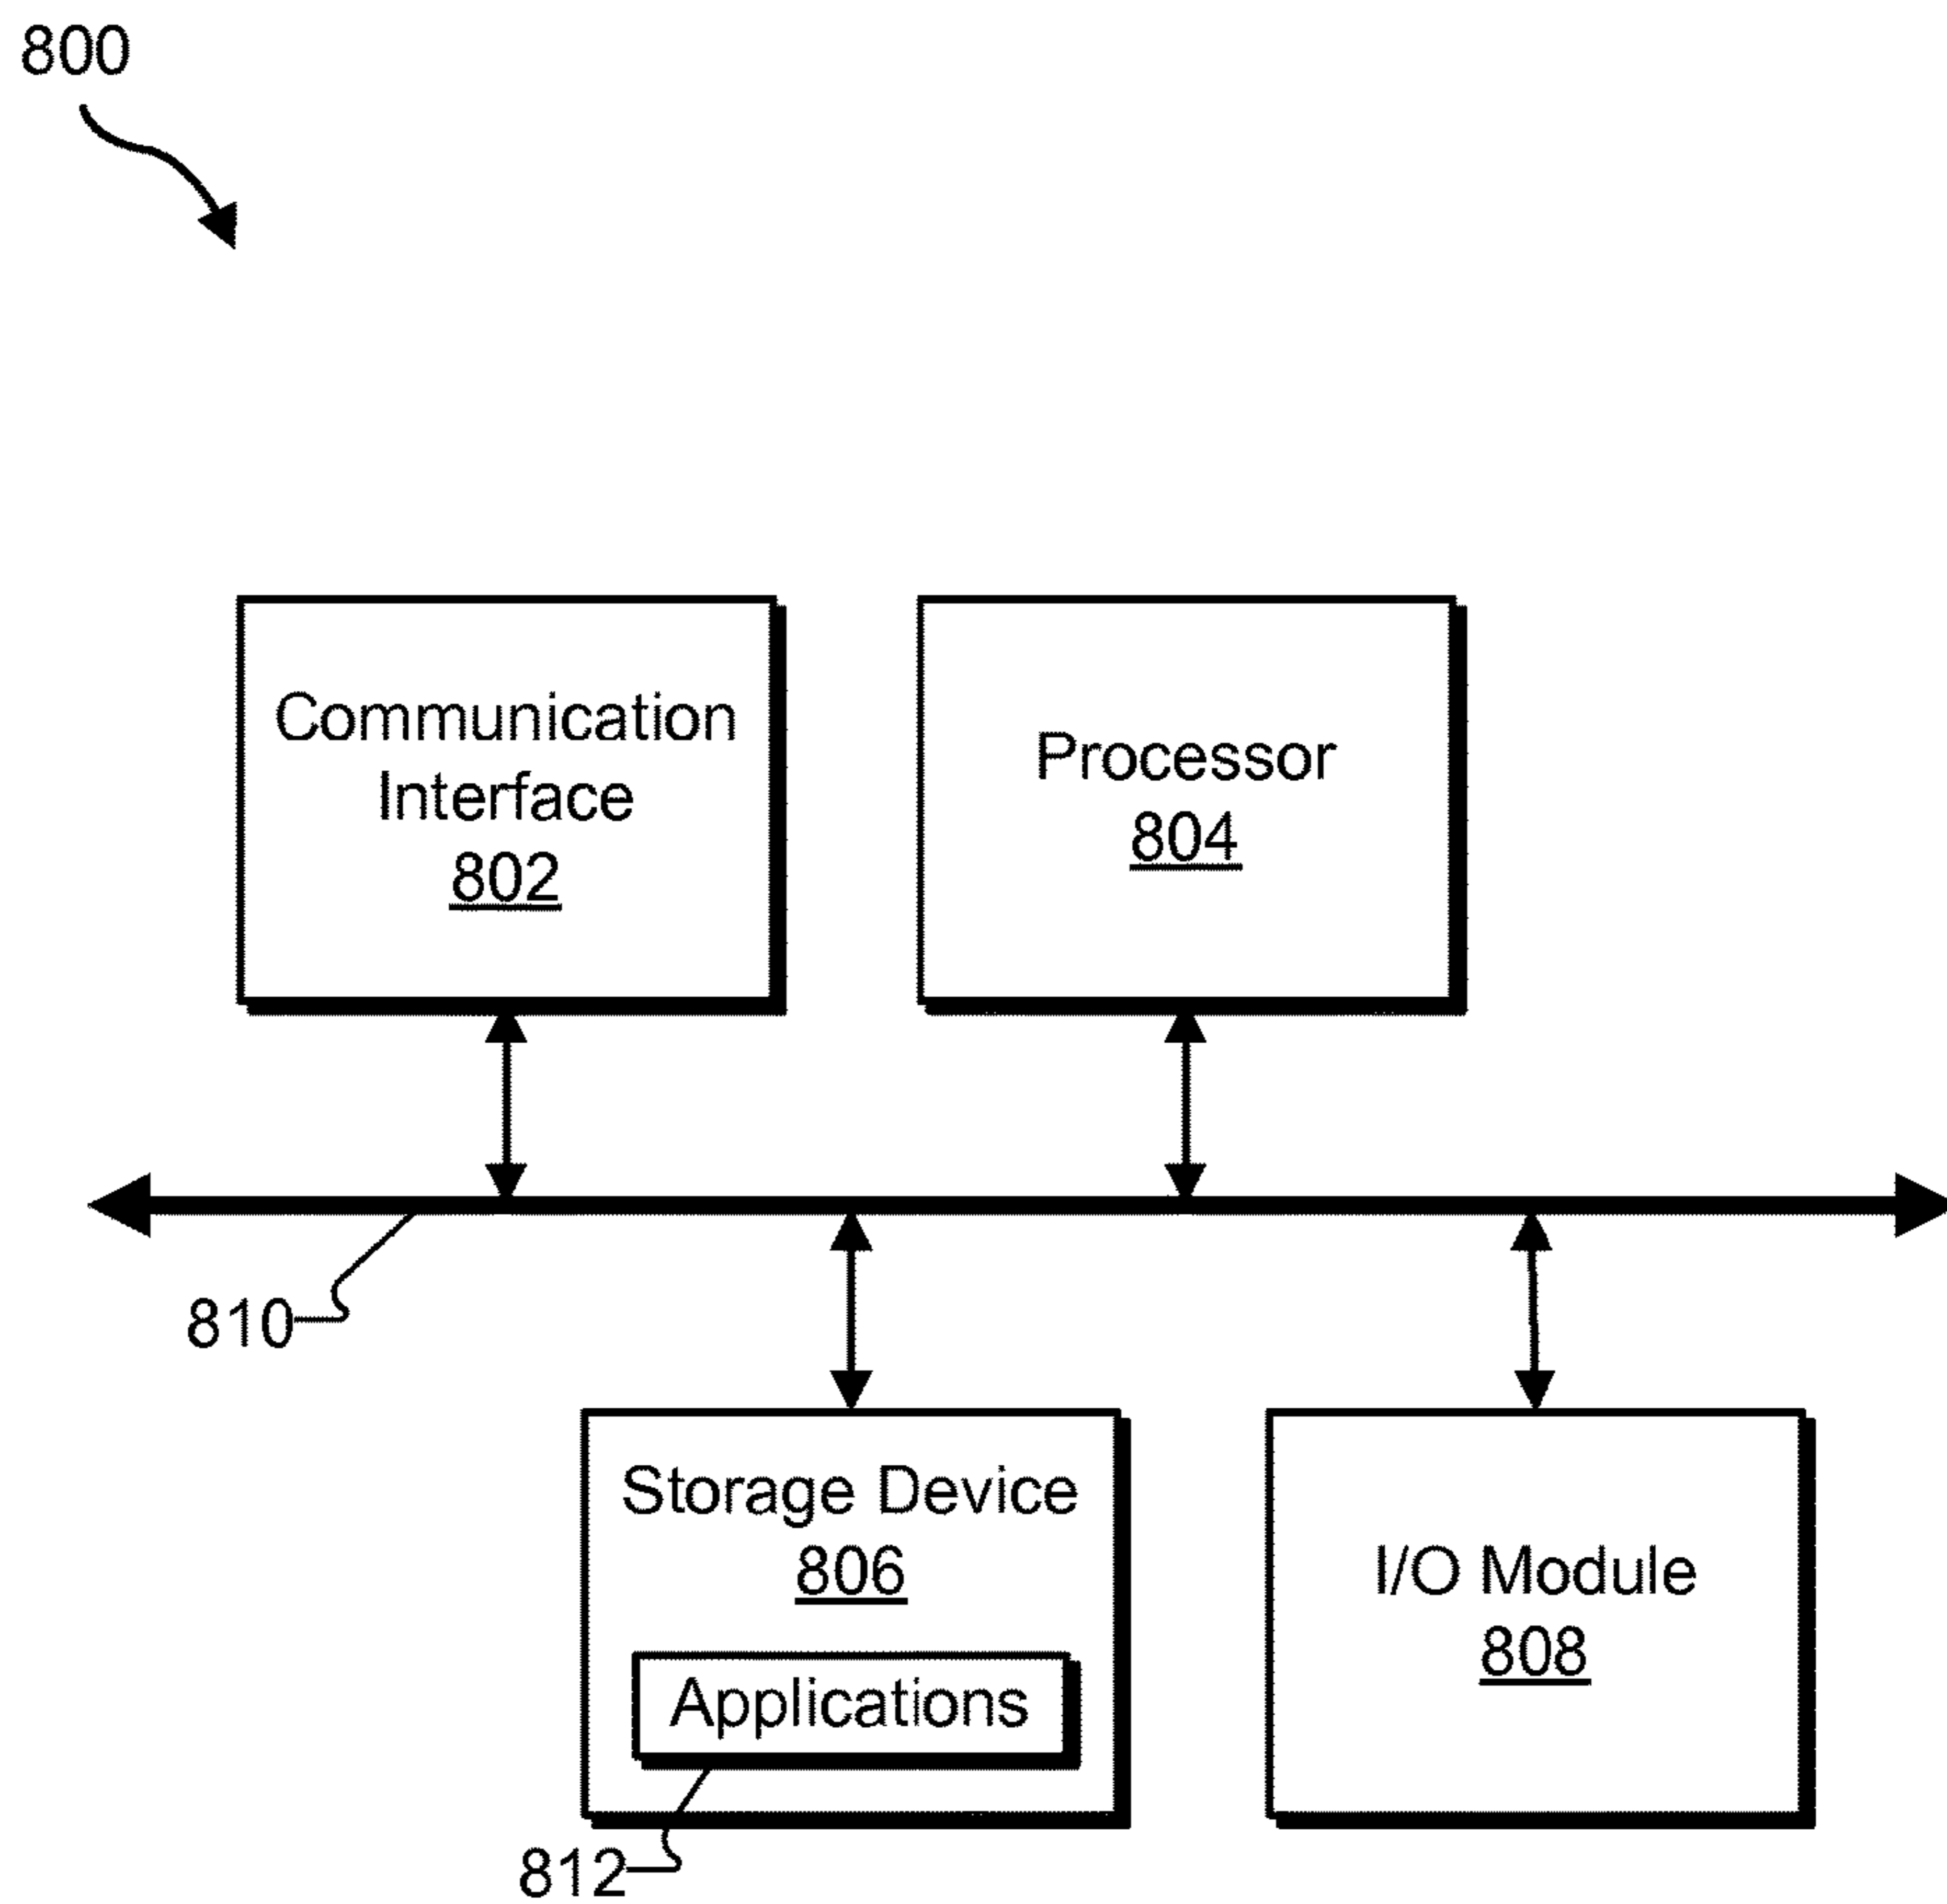 800
Communication
Interface
802
Processor
804
810
Storage Device
806
Applications
812
I/O Module
808